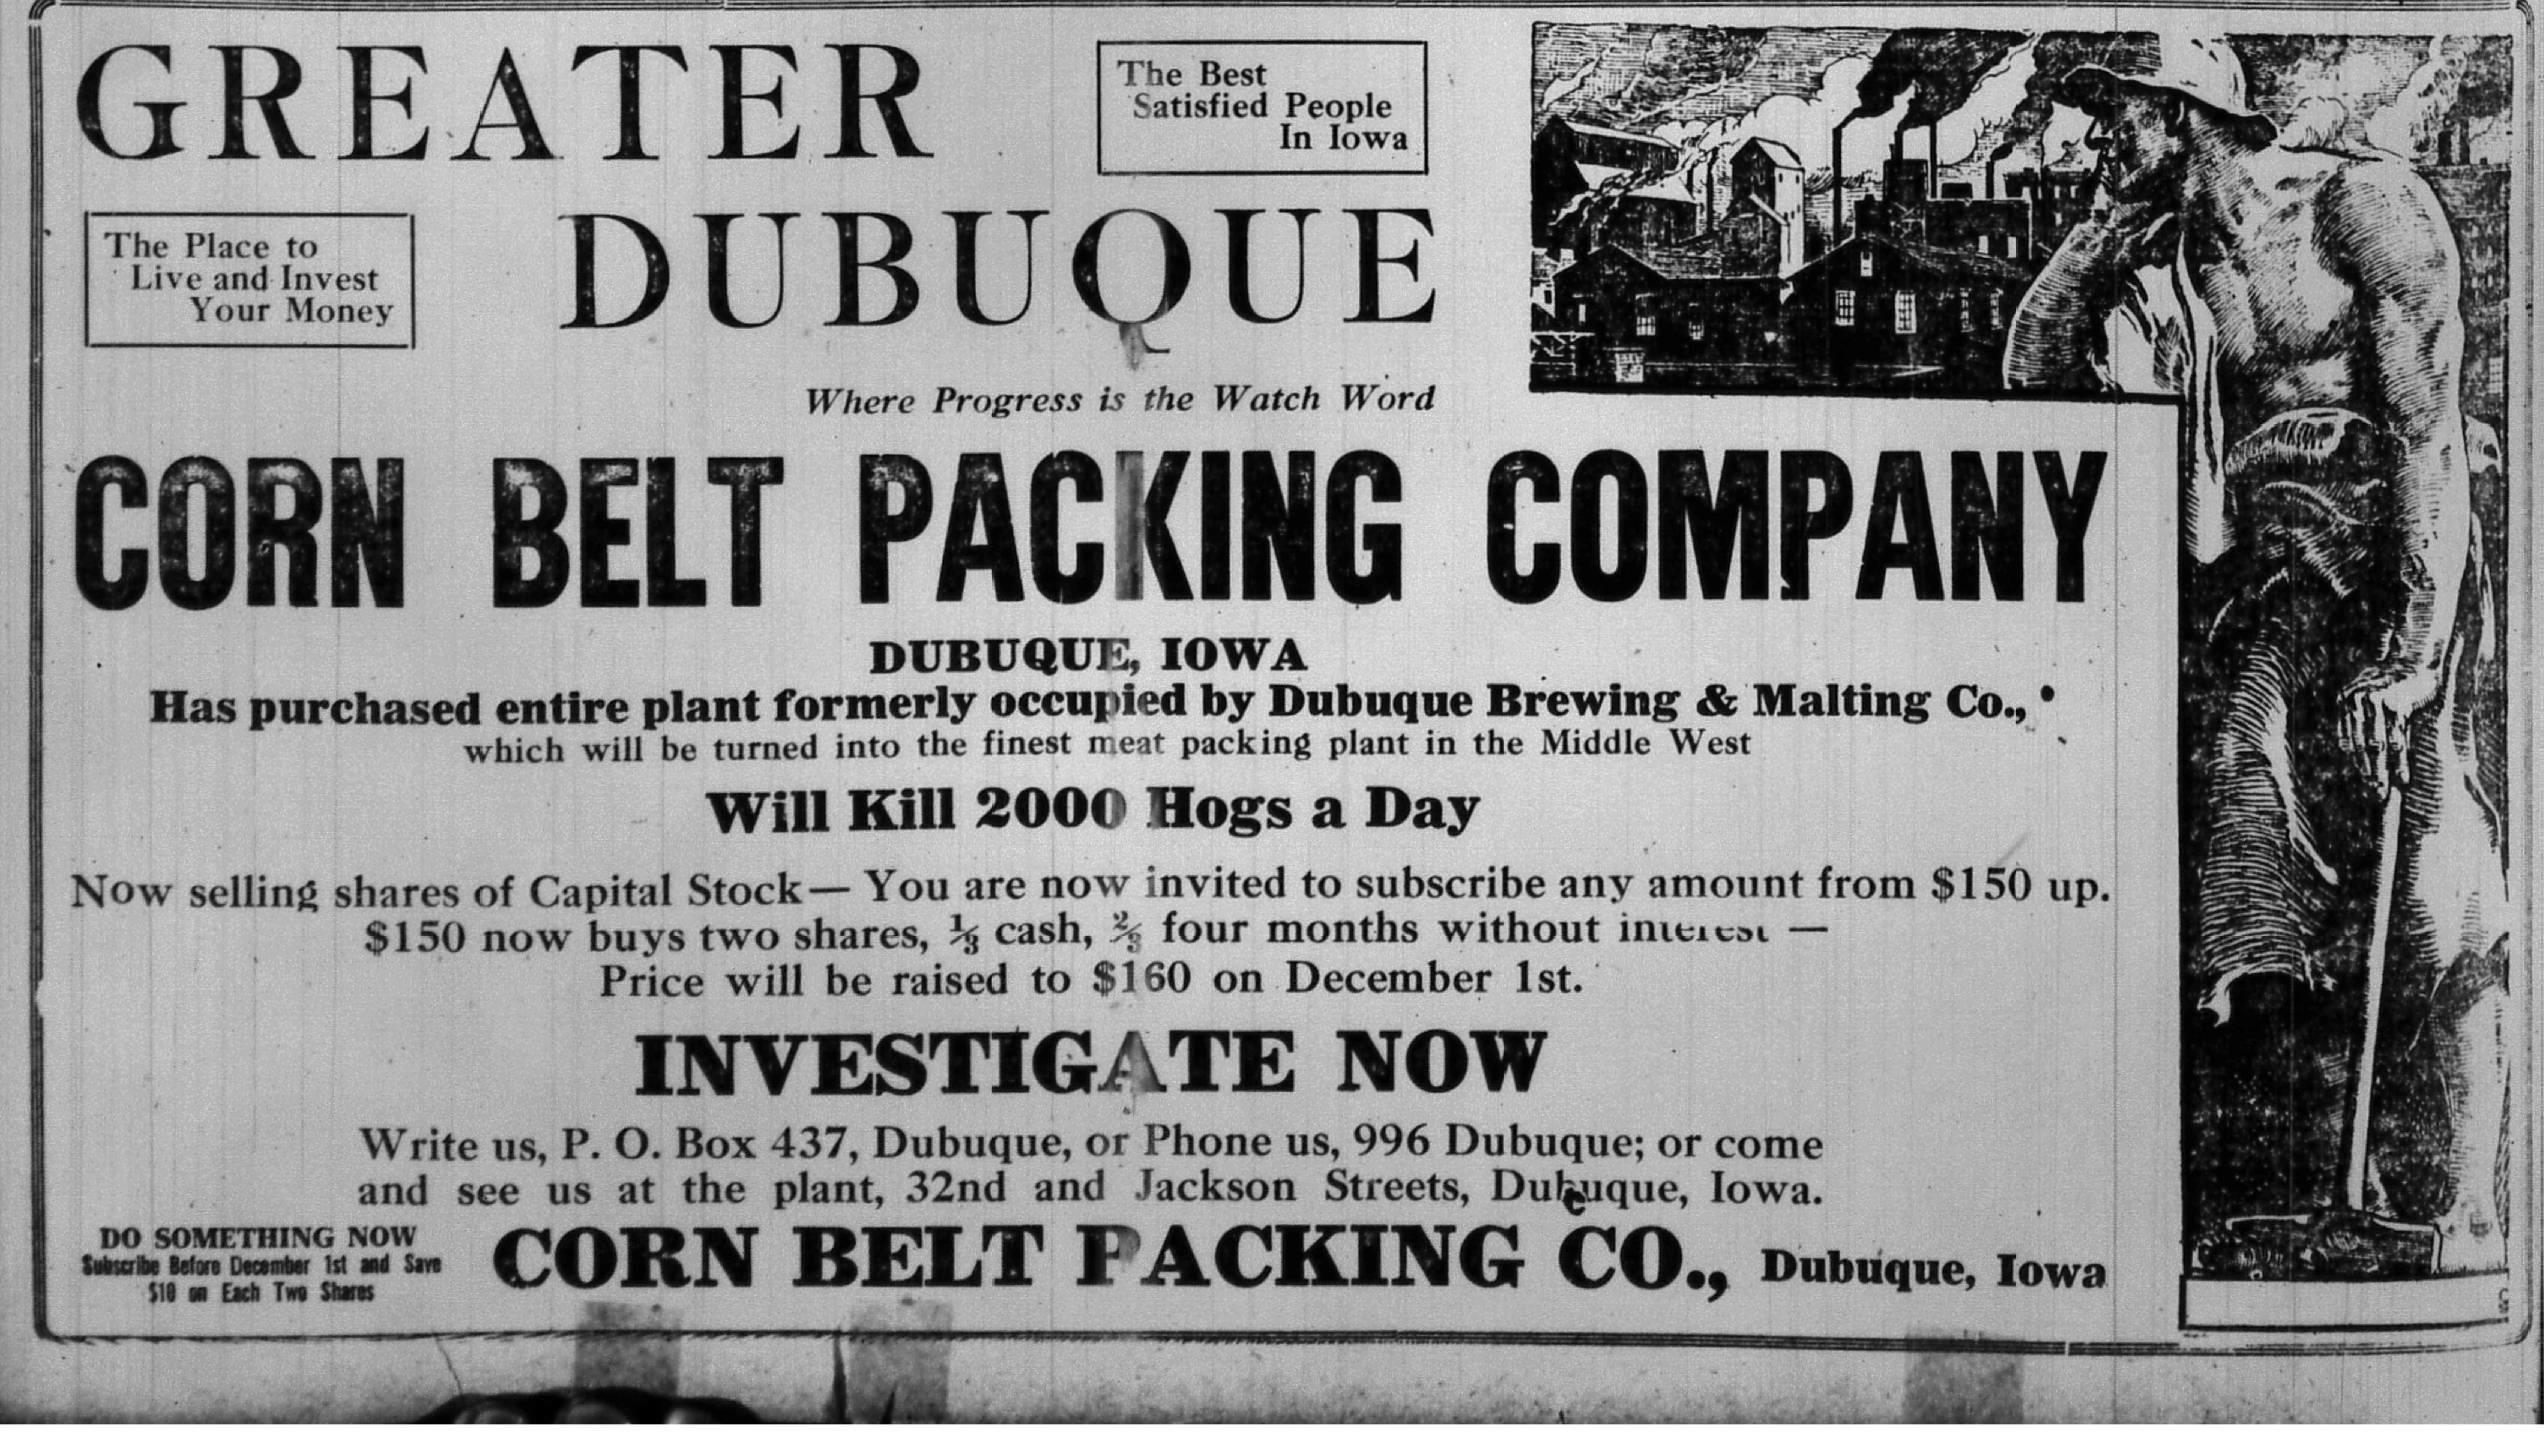 GREATER
The Best
Satisfied People
In Iowa
The Place to
Live and Invest
Your Money
DUBUQUE
Where Progress is the Watch Word
CORN BELT PACKING COMPANY
DUBUQUE, IOWA
Has purchased entire plant formerly occupied by Dubuque Brewing & Malting Co.,
which will be turned into the finest meat packing plant in the Middle West
Will Kill 2000 Hogs a Day
Now selling shares of Capital Stock— You are now invited to subscribe any amount from $150 up.
$150 now buys two shares, ⅓ cash, ⅔ four months without interest —
Price will be raised to $160 on December 1st.
INVESTIGATE NOW
Write us, P. O. Box 437, Dubuque, or Phone us, 996 Dubuque; or come
and see us at the plant, 32nd and Jackson Streets, Dubuque, Iowa.
DO SOMETHING NOW
Subscribe Before December 1st and Save
$10 on Each Two Shares
CORN BELT PACKING CO., Dubuque, Iowa